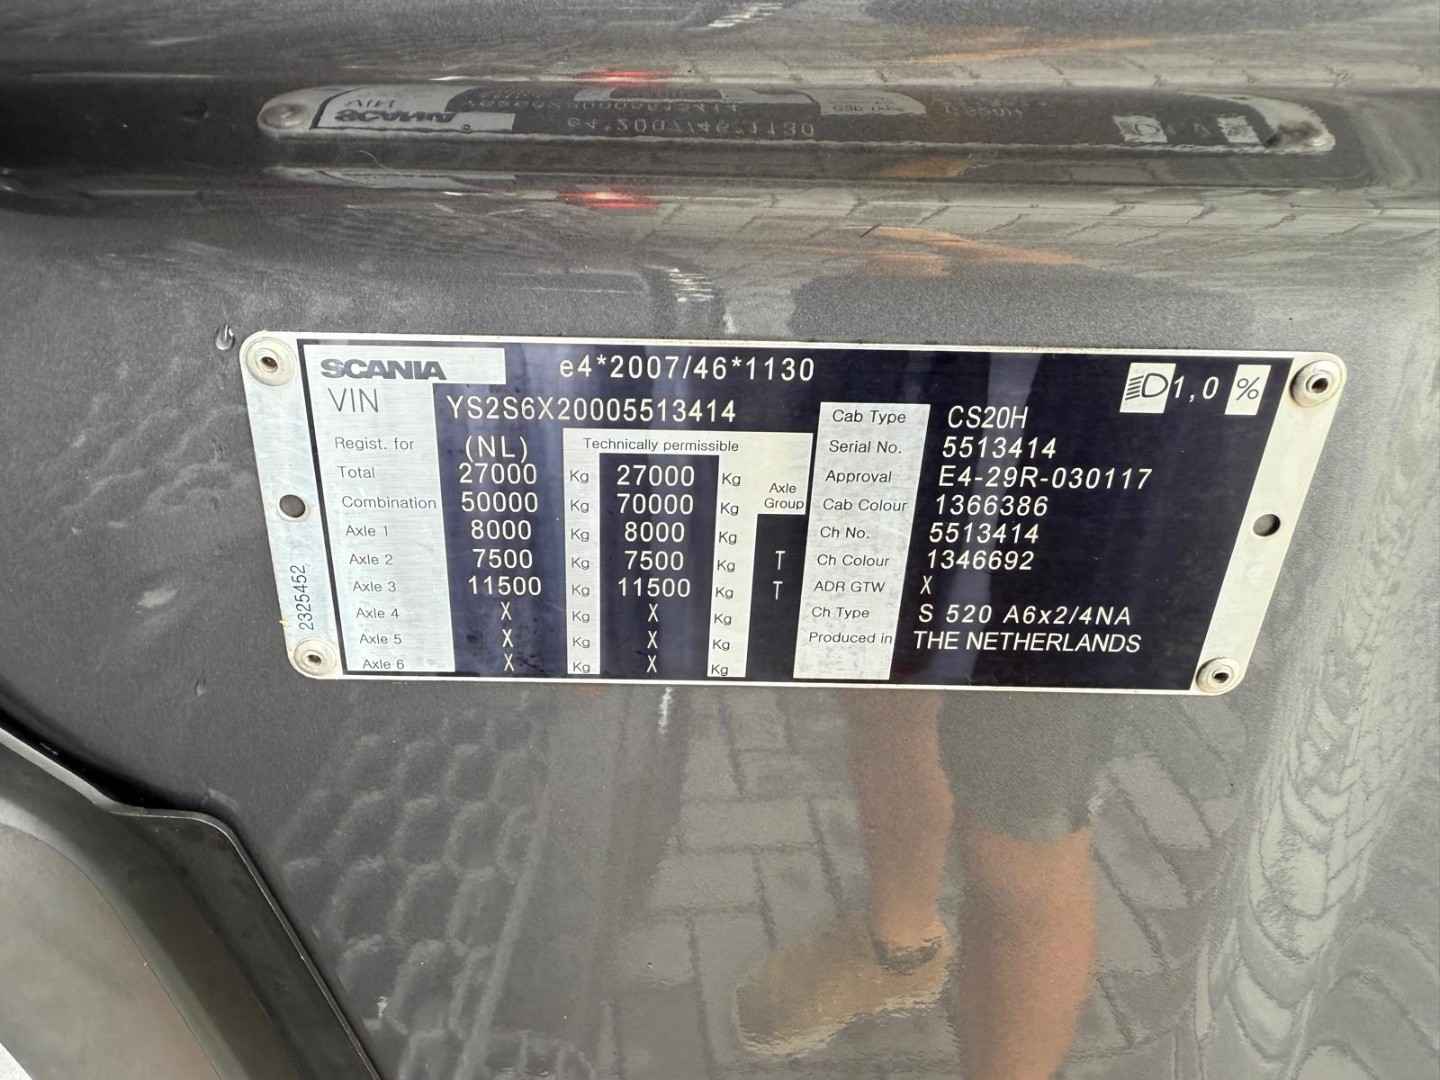 SCANIA e4*2007/46*1130 1,0 %
VIN YS2S6X20005513414
Cab Type CS20H
Regist. for (NL) Technically permissible Serial No. 5513414
Total 27000 Kg 27000 Kg Axle Group Approval E4-29R-030117
Combination 50000 Kg 70000 Kg Cab Colour 1366386
Axle 1 8000 Kg 8000 Kg Ch No. 5513414
Axle 2 7500 Kg 7500 Kg T Ch Colour 1346692
Axle 3 11500 Kg 11500 Kg T ADR GTW X
Axle 4 X Kg X Kg Ch Type S 520 A6x2/4NA
Axle 5 X Kg X Kg Produced in THE NETHERLANDS
Axle 6 X Kg X Kg
2325452